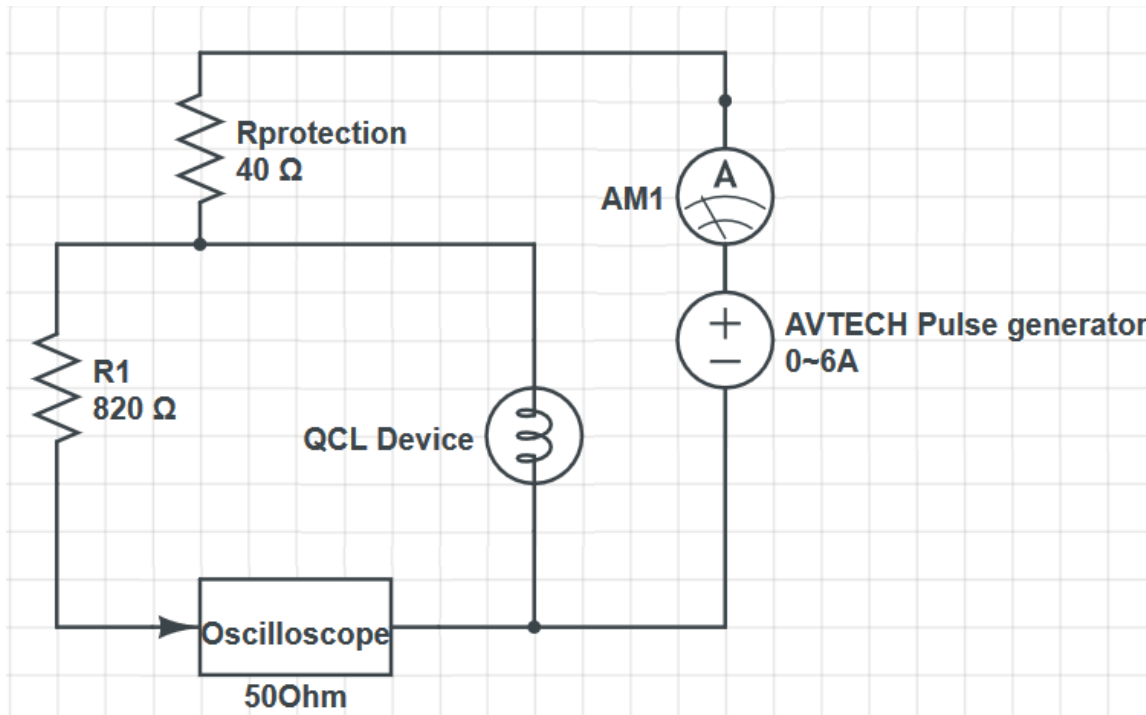 Rprotection
40 Ω
A
AM1
AVTECH Pulse generator
0~6A
R1
820 Ω
QCL Device
Oscilloscope
50Ohm